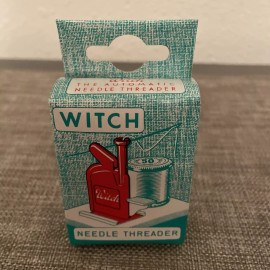 THE AUTOMATIC
NEEDLE THREADER
WITCH
50
Witch
NEEDLE THREADER